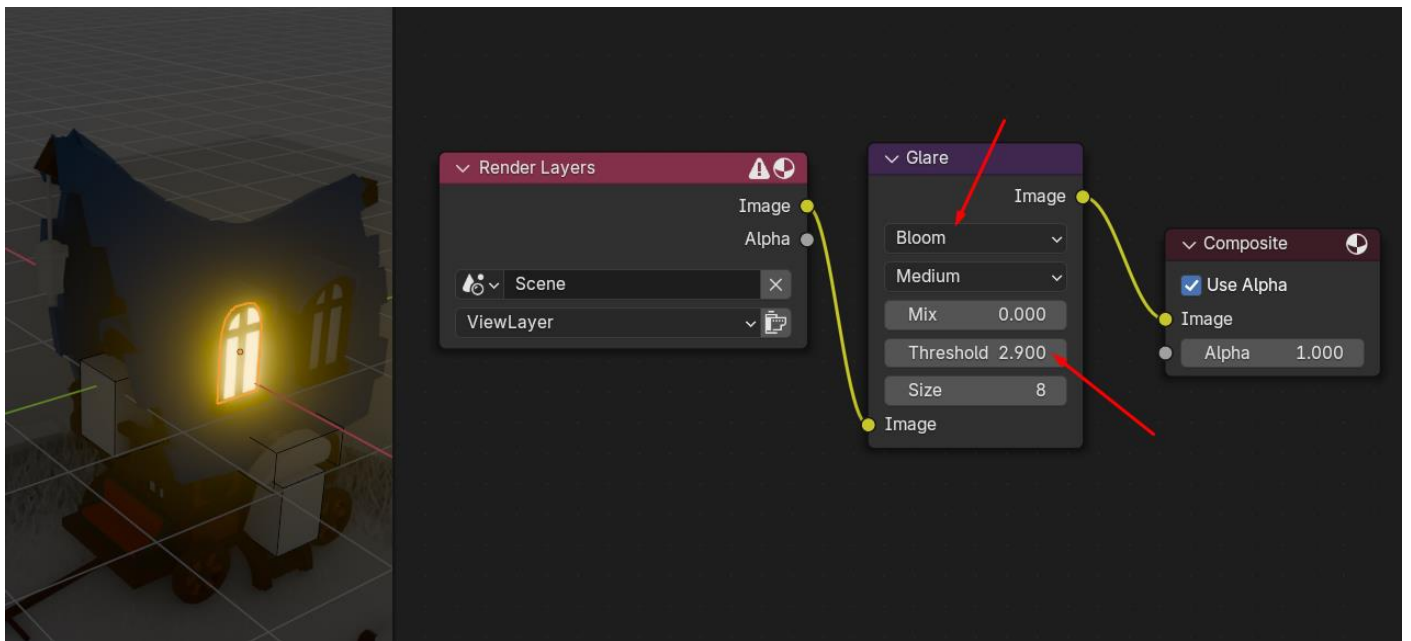 Render Layers
Image
Alpha
Scene
ViewLayer
Glare
Image
Bloom
Medium
Mix 0.000
Threshold 2.900
Size 8
Image
Composite
Use Alpha
Image
Alpha 1.000